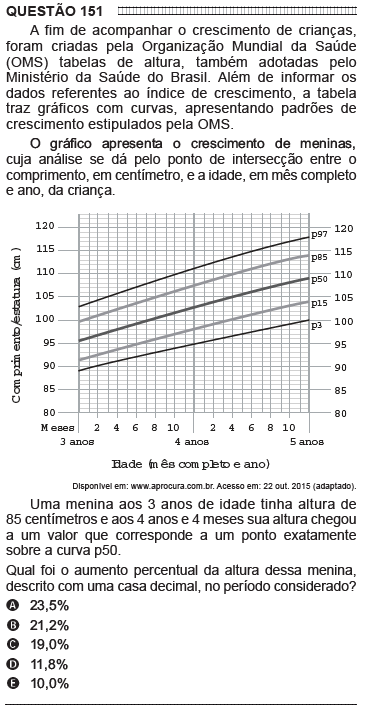 QUESTÃO 151
A fim de acompanhar o crescimento de crianças,
foram criadas pela Organização Mundial da Saúde
(OMS) tabelas de altura, também adotadas pelo
Ministério da Saúde do Brasil. Além de informar os
dados referentes ao índice de crescimento, a tabela
traz gráficos com curvas, apresentando padrões de
crescimento estipulados pela OMS.
O gráfico apresenta o crescimento de meninas,
cuja análise se dá pelo ponto de intersecção entre o
comprimento, em centímetro, e a idade, em mês completo
e ano, da criança.
Comprimento/estatura (cm)
120 p97 120
115 p85 115
110 p50 110
105 p15 105
100 p3 100
95 95
90 90
85 85
80 80
Meses 2 4 6 8 10 2 4 6 8 10
3 anos 4 anos 5 anos
Idade (mês completo e ano)
Disponível em: www.aprocura.com.br. Acesso em: 22 out. 2015 (adaptado).
Uma menina aos 3 anos de idade tinha altura de
85 centímetros e aos 4 anos e 4 meses sua altura chegou
a um valor que corresponde a um ponto exatamente
sobre a curva p50.
Qual foi o aumento percentual da altura dessa menina,
descrito com uma casa decimal, no período considerado?
A 23,5%
B 21,2%
C 19,0%
D 11,8%
E 10,0%